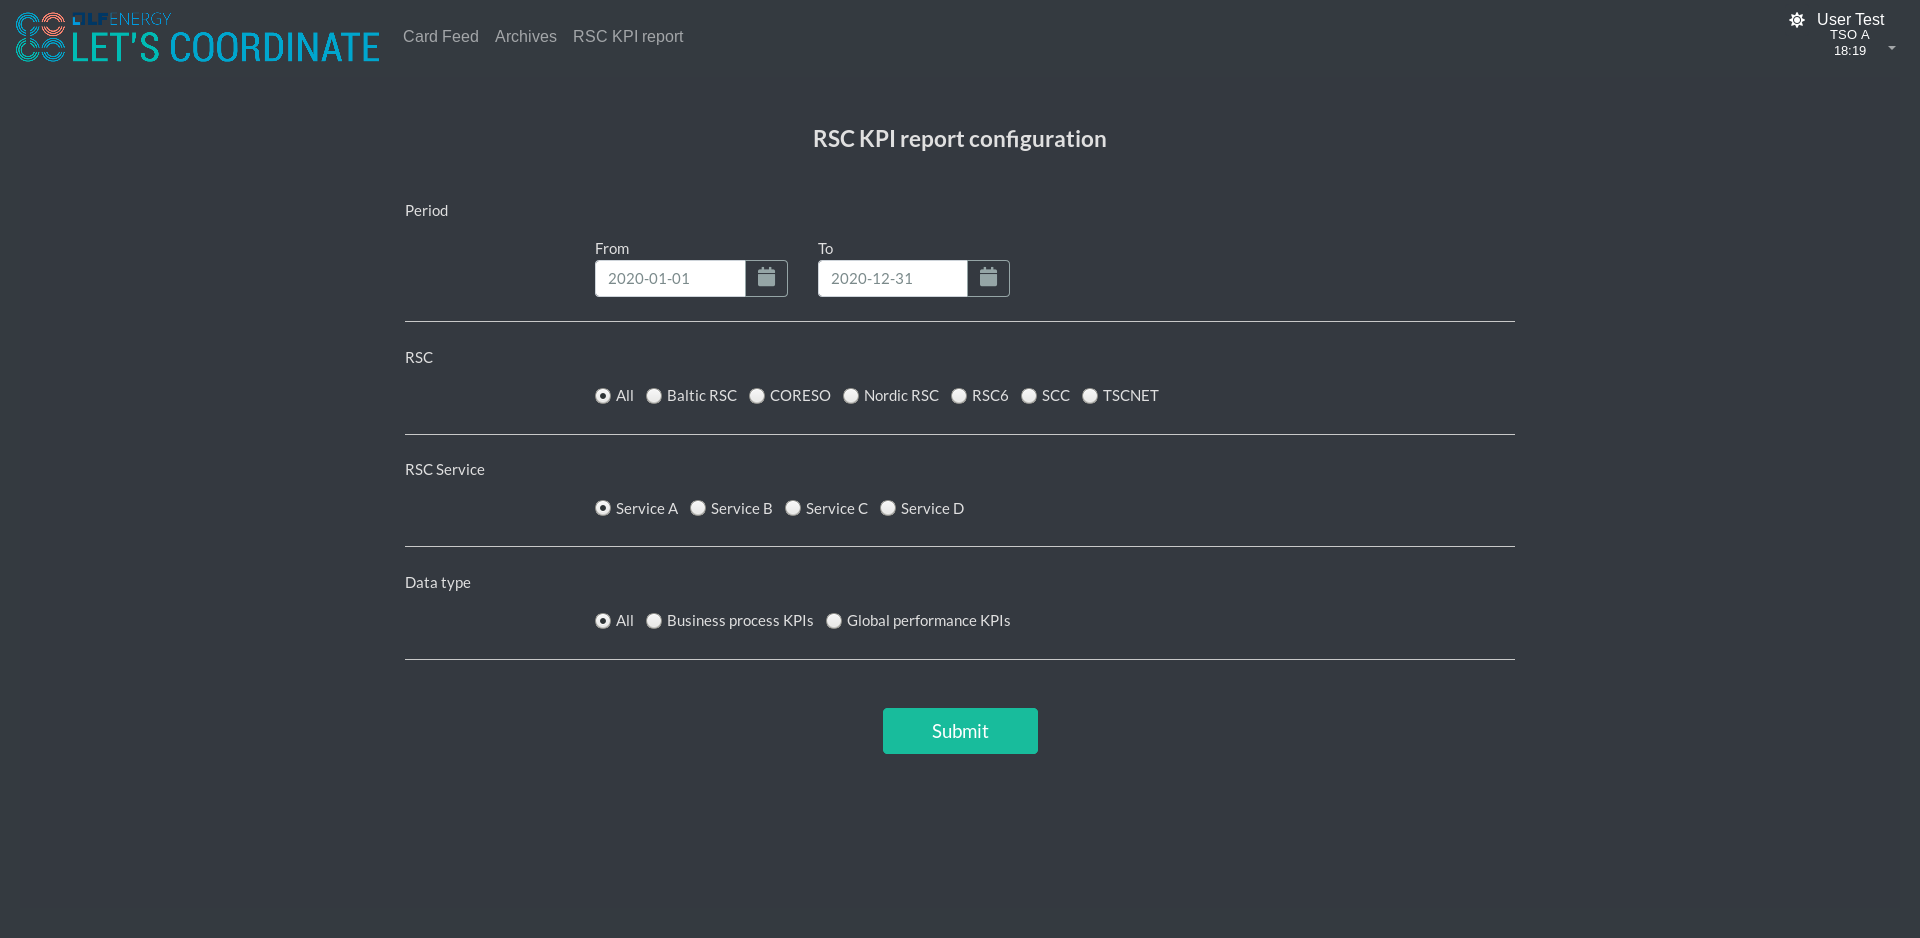 LF ENERGY
LET'S COORDINATE
Card Feed Archives RSC KPI report
User Test
TSO A
18:19
RSC KPI report configuration
Period
From To
2020-01-01 2020-12-31
RSC
All Baltic RSC CORESO Nordic RSC RSC6 SCC TSCNET
RSC Service
Service A Service B Service C Service D
Data type
All Business process KPIs Global performance KPIs
Submit